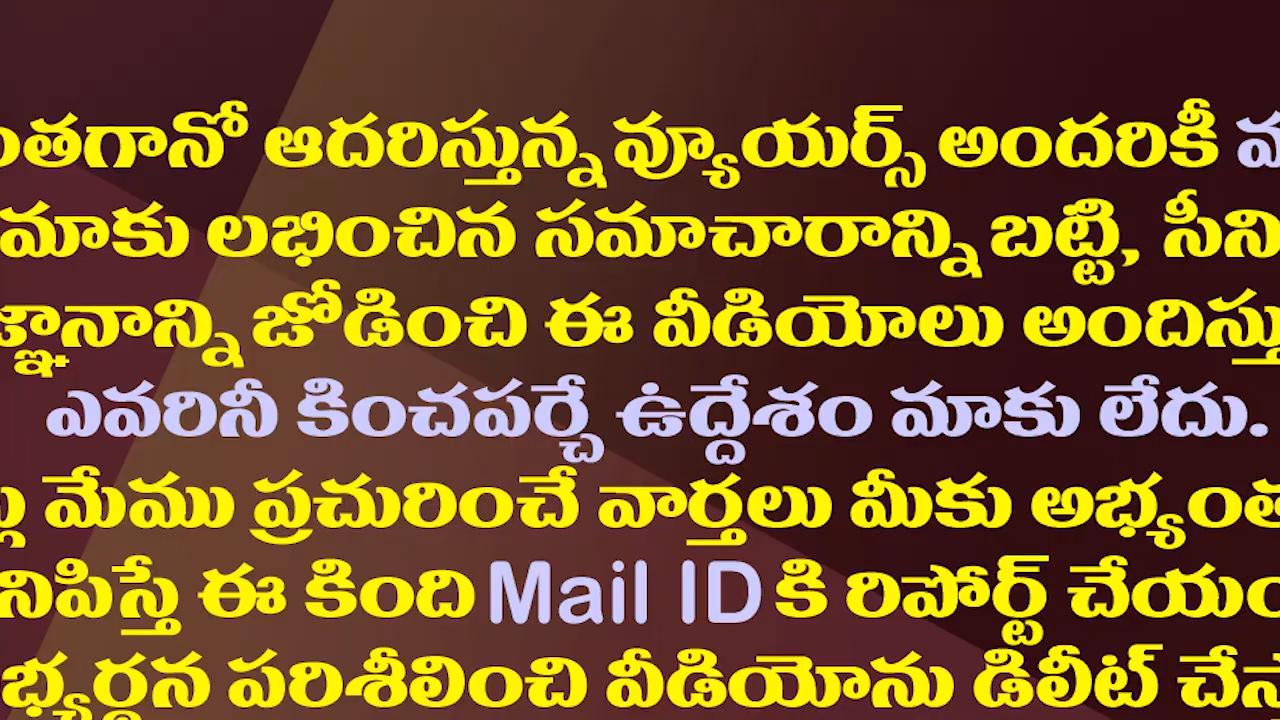 ఆదరిస్తున్న వ్యూయర్స్ అందరికీ
మాకు లభించిన సమాచారాన్ని బట్టి,
జోడించి ఈ వీడియోలు
ఎవరినీ కించపర్చే ఉద్దేశం మాకు లేదు.
మేము ప్రచురించే వార్తలు మీకు
ఈ కింది Mail ID కి రిపోర్ట్
పరిశీలించి వీడియోను డిలీట్